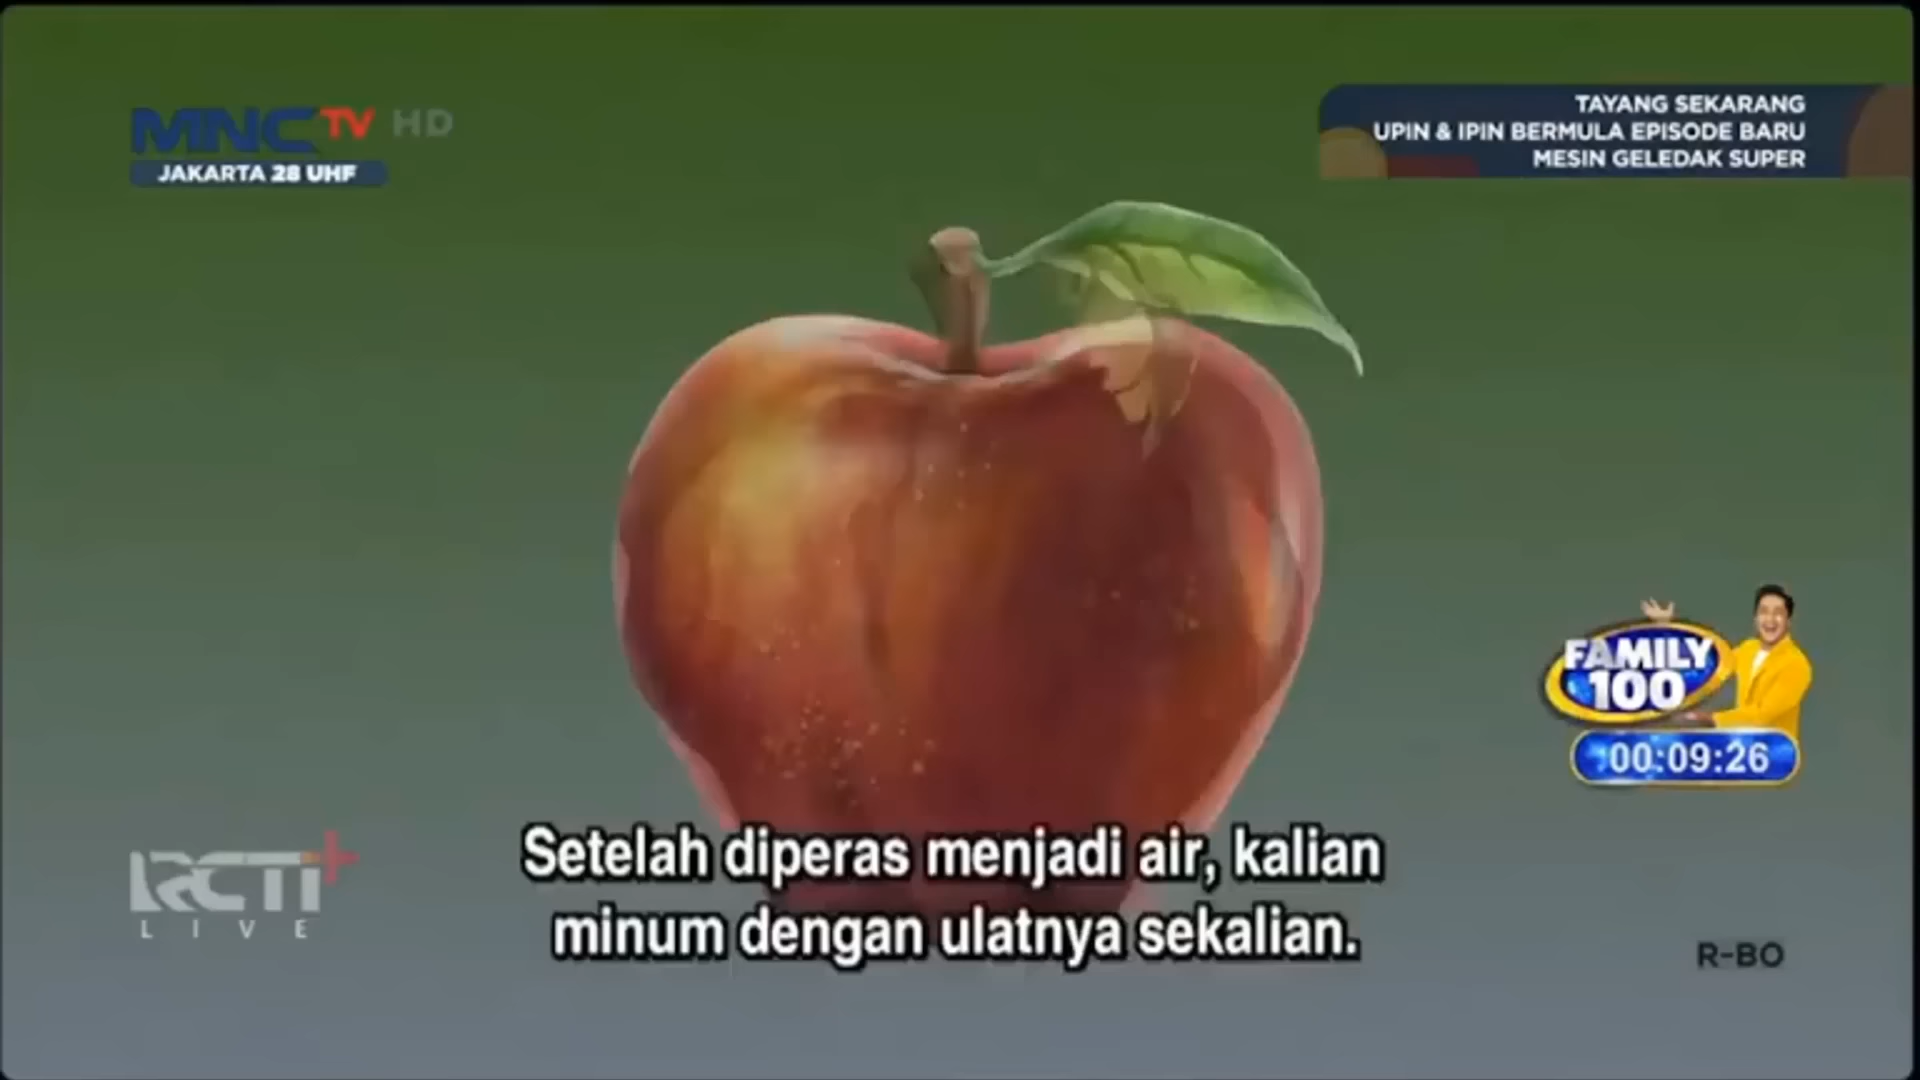 MNCTV HD
JAKARTA 28 UHF
TAYANG SEKARANG
UPIN & IPIN BERMULA EPISODE BARU
MESIN GELEDAK SUPER
FAMILY
100
00:09:26
Setelah diperas menjadi air, kalian
minum dengan ulatnya sekalian.
RCTI+
LIVE
R-BO